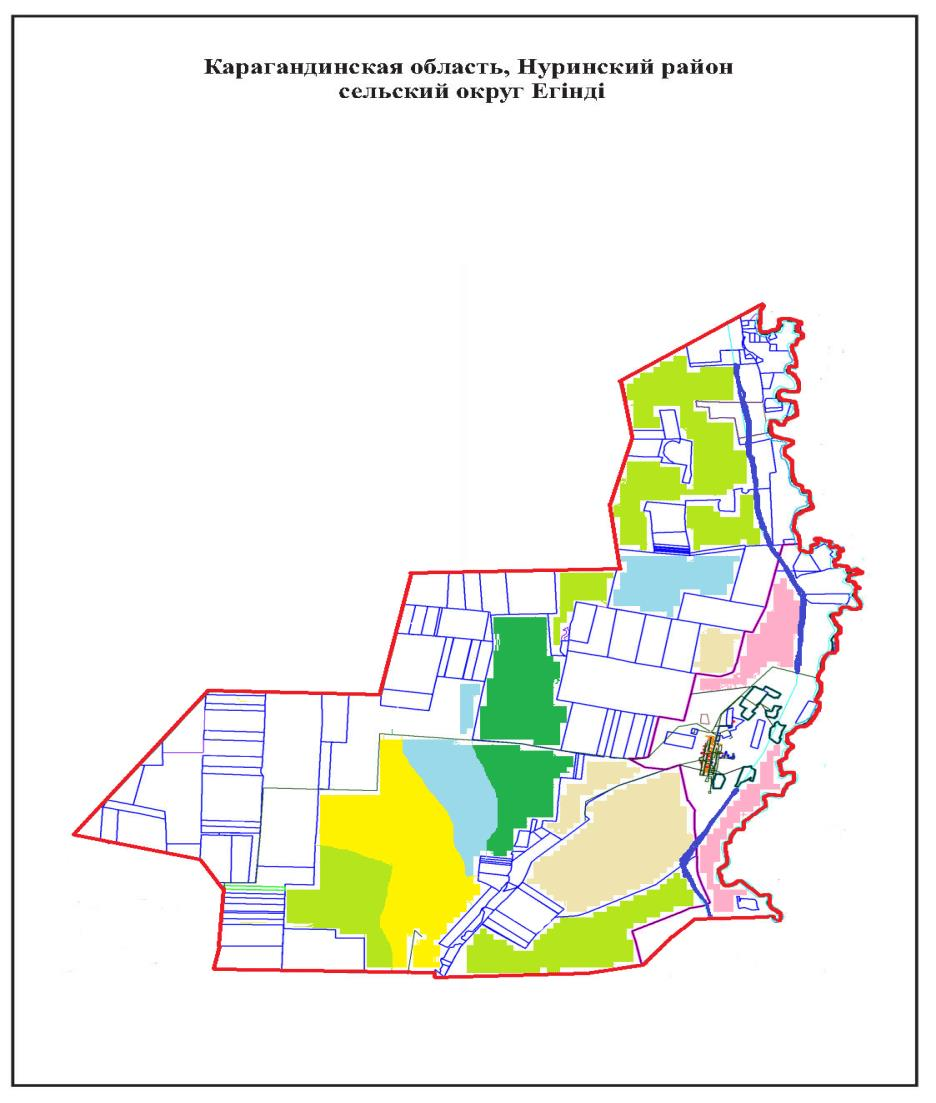 Карагандинская область, Нуринский район
сельский округ Егінді